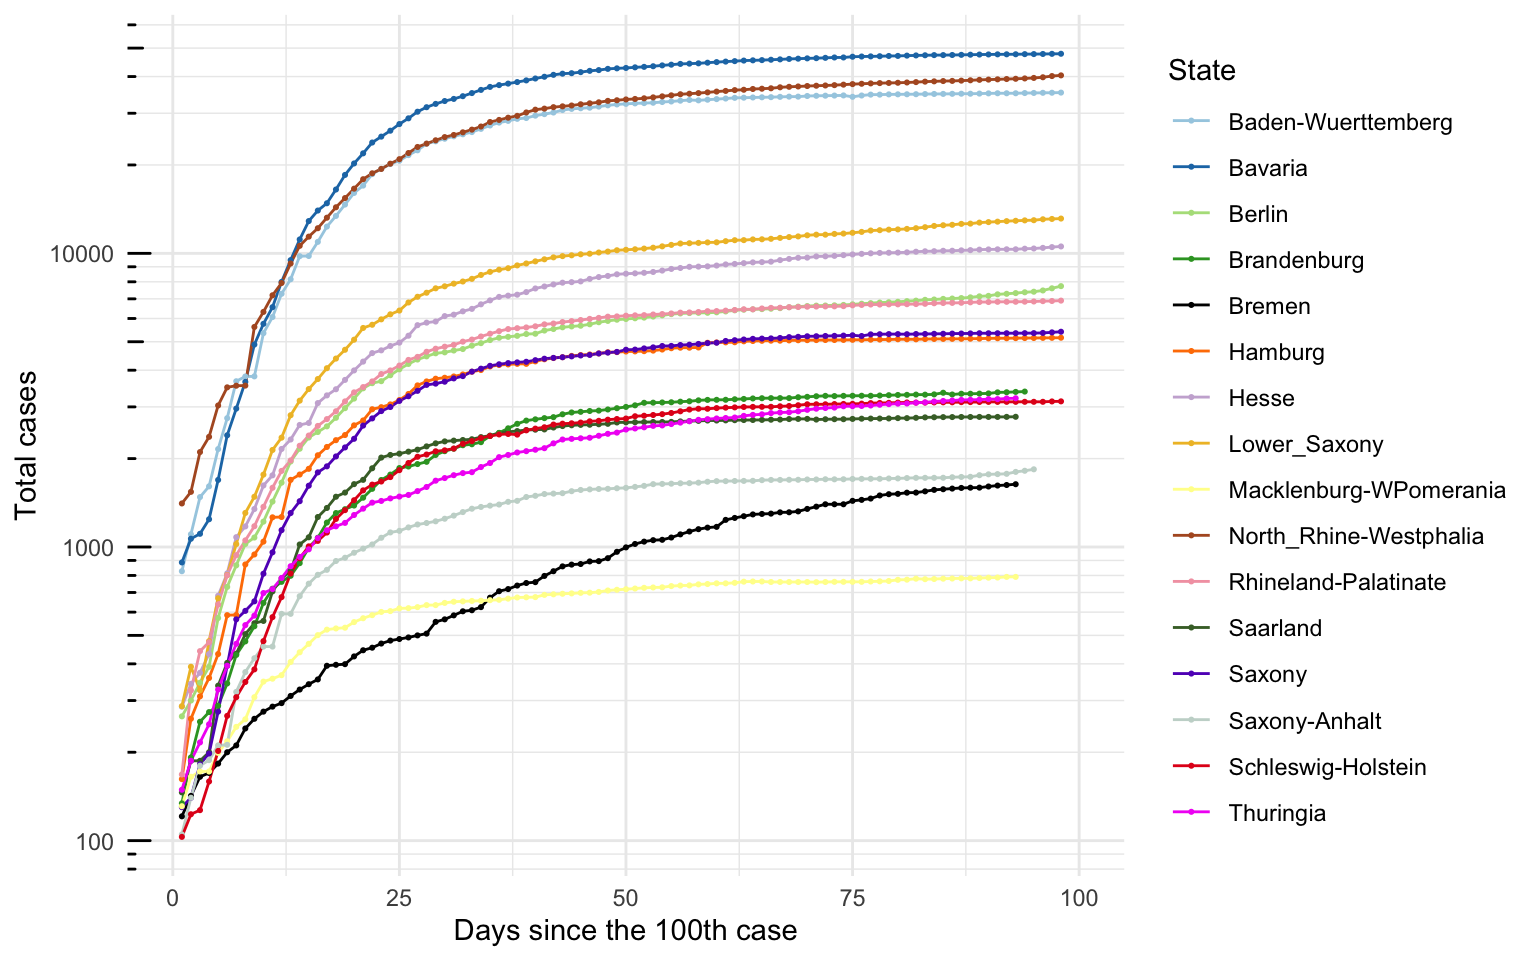 Total cases
10000
1000
100
0
25
50
75
100
Days since the 100th case
State
Baden-Wuerttemberg
Bavaria
Berlin
Brandenburg
Bremen
Hamburg
Hesse
Lower_Saxony
Macklenburg-WPomerania
North_Rhine-Westphalia
Rhineland-Palatinate
Saarland
Saxony
Saxony-Anhalt
Schleswig-Holstein
Thuringia